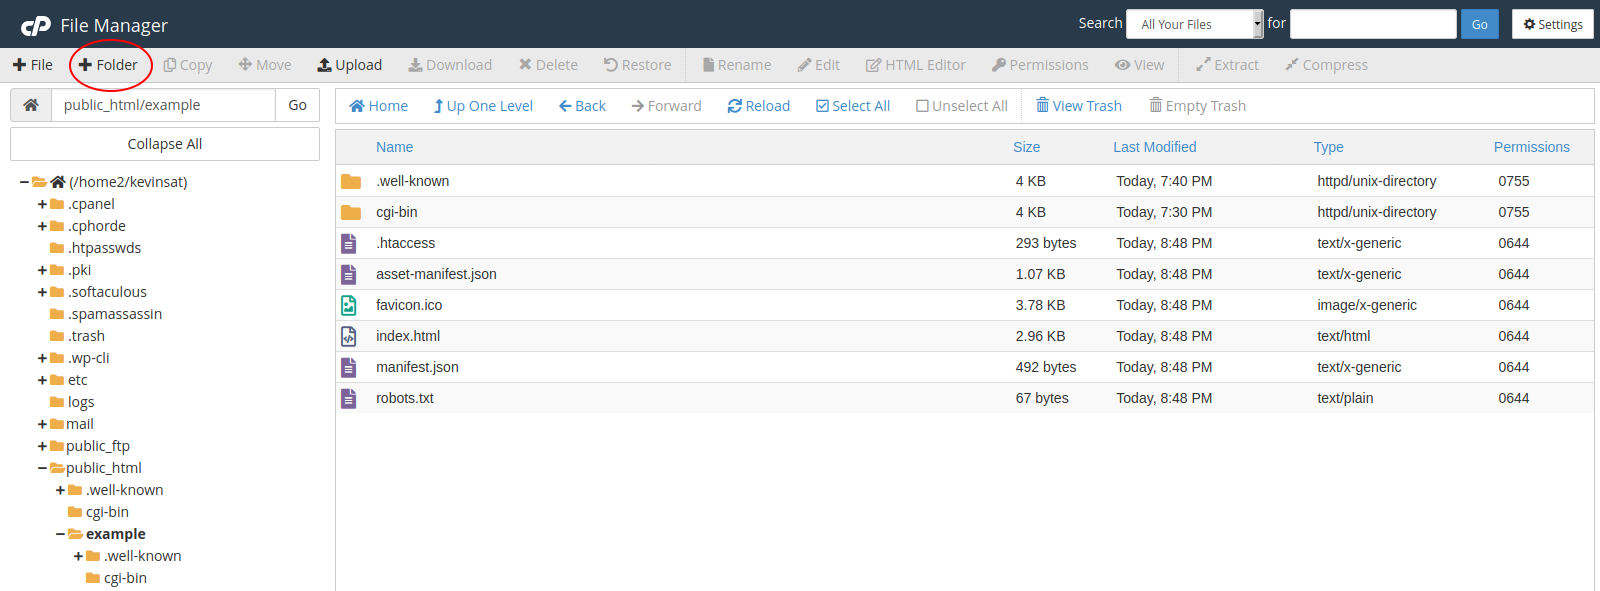 cP File Manager Search All Your Files for Go Settings
File Folder Copy Move Upload Download Delete Restore Rename Edit HTML Editor Permissions View Extract Compress
public_html/example Go
Collapse All
(/home2/kevinsat)
.cpanel
.cphorde
.htpasswds
.pki
.softaculous
.spamassassin
.trash
.wp-cli
etc
logs
mail
public_ftp
public_html
.well-known
cgi-bin
example
.well-known
cgi-bin
Home Up One Level Back Forward Reload Select All Unselect All View Trash Empty Trash
Name Size Last Modified Type Permissions
.well-known 4 KB Today, 7:40 PM httpd/unix-directory 0755
cgi-bin 4 KB Today, 7:30 PM httpd/unix-directory 0755
.htaccess 293 bytes Today, 8:48 PM text/x-generic 0644
asset-manifest.json 1.07 KB Today, 8:48 PM text/x-generic 0644
favicon.ico 3.78 KB Today, 8:48 PM image/x-generic 0644
index.html 2.96 KB Today, 8:48 PM text/html 0644
manifest.json 492 bytes Today, 8:48 PM text/x-generic 0644
robots.txt 67 bytes Today, 8:48 PM text/plain 0644